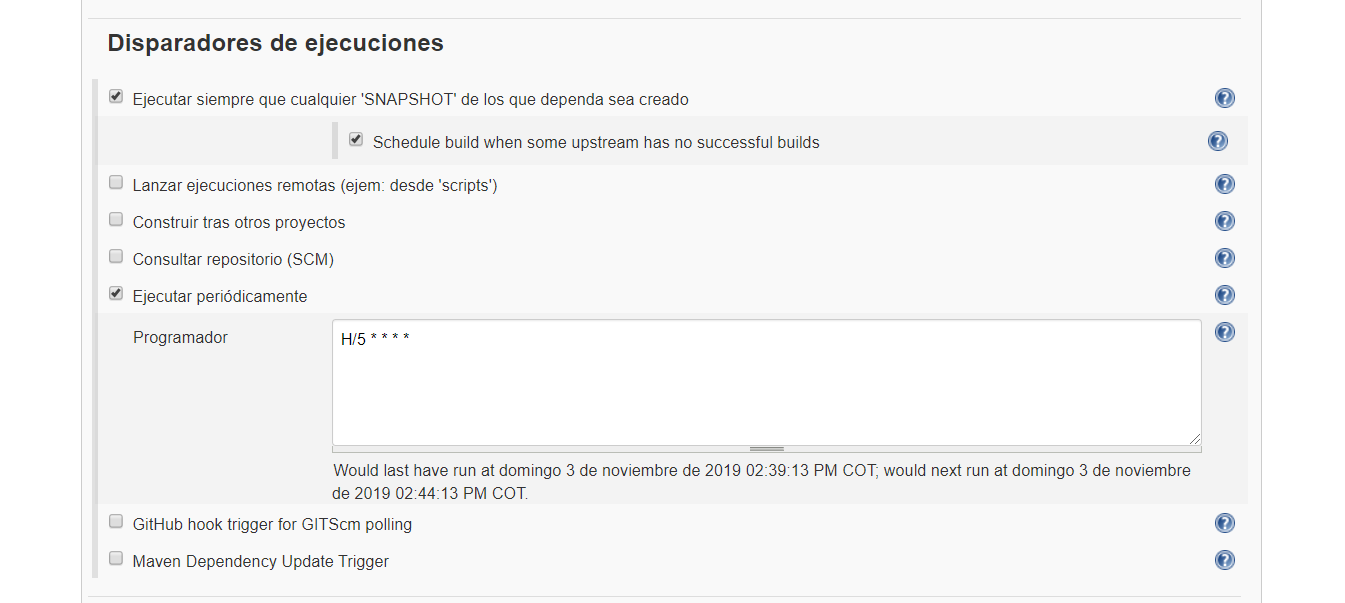 Disparadores de ejecuciones
Ejecutar siempre que cualquier 'SNAPSHOT' de los que dependa sea creado
Schedule build when some upstream has no successful builds
Lanzar ejecuciones remotas (ejem: desde 'scripts')
Construir tras otros proyectos
Consultar repositorio (SCM)
Ejecutar periódicamente
Programador
H/5 * * * *
Would last have run at domingo 3 de noviembre de 2019 02:39:13 PM COT; would next run at domingo 3 de noviembre
de 2019 02:44:13 PM COT.
GitHub hook trigger for GITScm polling
Maven Dependency Update Trigger